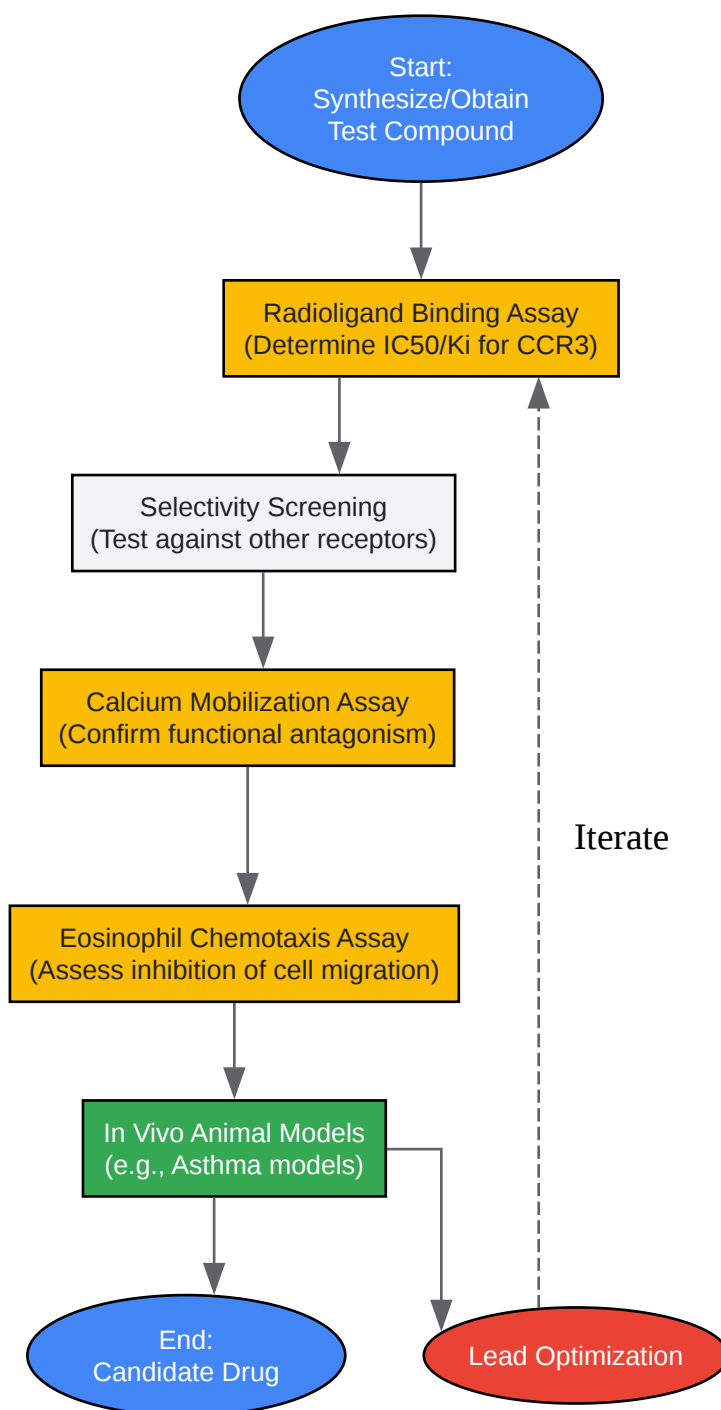 Start:
Synthesize/Obtain
Test Compound
Radioligand Binding Assay
(Determine IC50/Ki for CCR3)
Selectivity Screening
(Test against other receptors)
Calcium Mobilization Assay
(Confirm functional antagonism)
Iterate
Eosinophil Chemotaxis Assay
(Assess inhibition of cell migration)
In Vivo Animal Models
(e.g., Asthma models)
End:
Candidate Drug
Lead Optimization